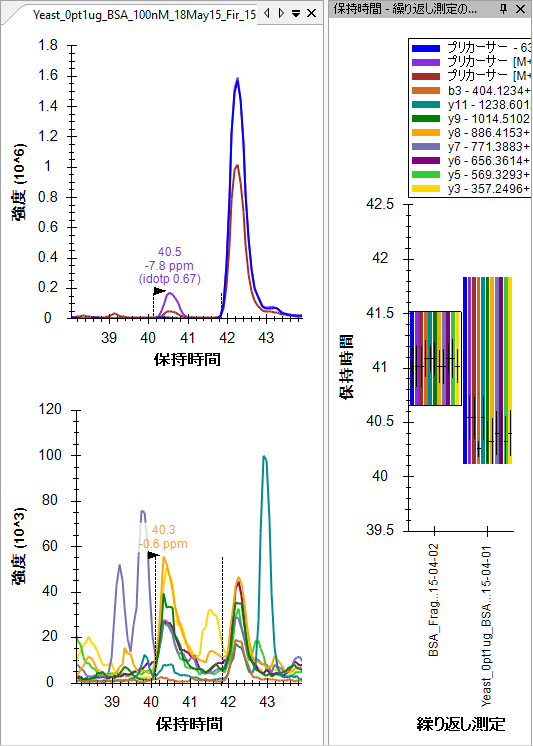 Yeast_0pt1ug_BSA_100nM_18May15_Fir_15
保持時間 - 繰り返し測定の...
1.8
1.6
1.4
1.2
1
0.8
0.6
0.4
0.2
0
強度 (10^6)
40.5
-7.8 ppm
(idotp 0.67)
39
40
41
42
43
保持時間
120
100
80
60
40
20
0
強度 (10^3)
40.3
-0.6 ppm
39
40
41
42
43
保持時間
プリカーサー - 63
プリカーサー [M+
プリカーサー [M+
b3 - 404.1234+
y11 - 1238.601
y9 - 1014.5102
y8 - 886.4153+
y7 - 771.3883+
y6 - 656.3614+
y5 - 569.3293+
y3 - 357.2496+
42.5
42
41.5
41
40.5
40
39.5
保持時間
BSA_Frag...15-04-02
Yeast_0pt1ug_BSA...15-04-01
繰り返し測定